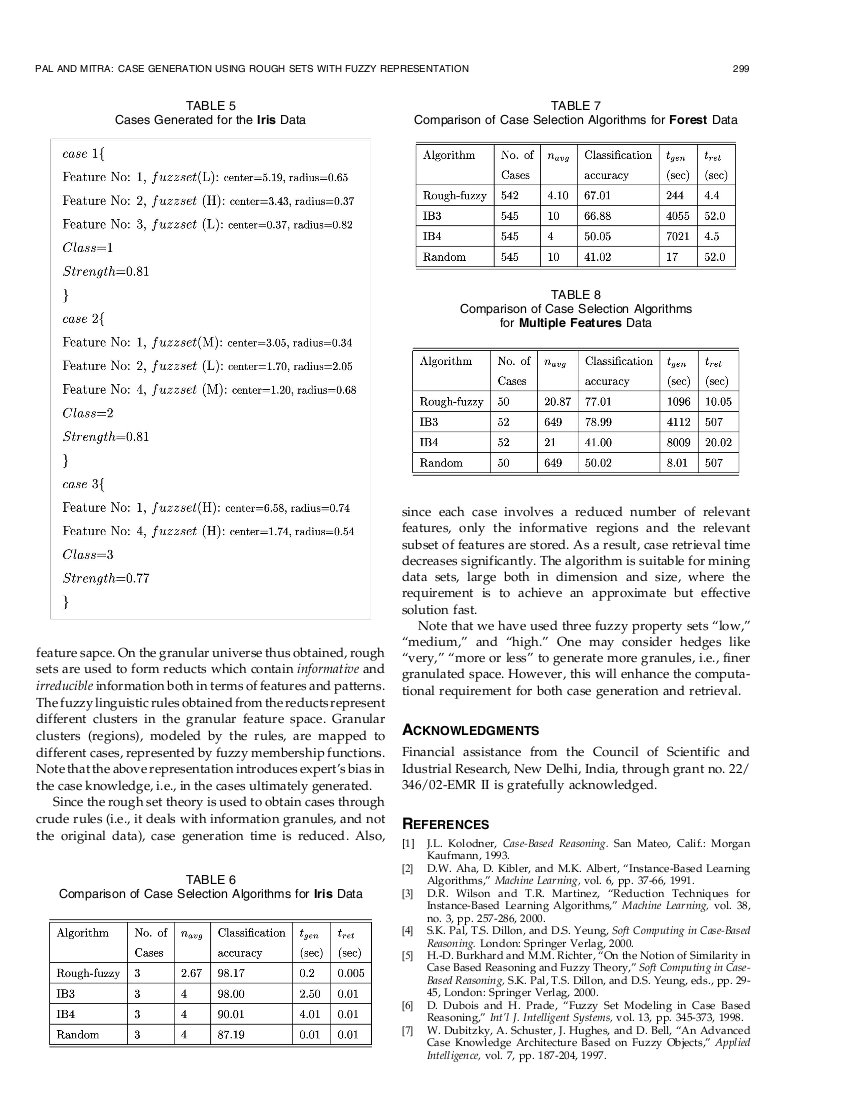 PAL AND MITRA: CASE GENERATION USING ROUGH SETS WITH FUZZY REPRESENTATION 299
TABLE 5
Cases Generated for the Iris Data
case 1{
Feature No: 1, fuzzset(L): center=5.19, radius=0.65
Feature No: 2, fuzzset (H): center=3.43, radius=0.37
Feature No: 3, fuzzset (L): center=0.37, radius=0.82
Class=1
Strength=0.81
}
case 2{
Feature No: 1, fuzzset(M): center=3.05, radius=0.34
Feature No: 2, fuzzset (L): center=1.70, radius=2.05
Feature No: 4, fuzzset (M): center=1.20, radius=0.68
Class=2
Strength=0.81
}
case 3{
Feature No: 1, fuzzset(H): center=6.58, radius=0.74
Feature No: 4, fuzzset (H): center=1.74, radius=0.54
Class=3
Strength=0.77
}
feature sapce. On the granular universe thus obtained, rough
sets are used to form reducts which contain informative and
irreducible information both in terms of features and patterns.
The fuzzy linguistic rules obtained from the reducts represent
different clusters in the granular feature space. Granular
clusters (regions), modeled by the rules, are mapped to
different cases, represented by fuzzy membership functions.
Note that the above representation introduces expert's bias in
the case knowledge, i.e., in the cases ultimately generated.
Since the rough set theory is used to obtain cases through
crude rules (i.e., it deals with information granules, and not
the original data), case generation time is reduced. Also,
TABLE 6
Comparison of Case Selection Algorithms for Iris Data
Algorithm No. of n_avg Classification t_gen t_ret
Cases accuracy (sec) (sec)
Rough-fuzzy 3 2.67 98.17 0.2 0.005
IB3 3 4 98.00 2.50 0.01
IB4 3 4 90.01 4.01 0.01
Random 3 4 87.19 0.01 0.01
TABLE 7
Comparison of Case Selection Algorithms for Forest Data
Algorithm No. of n_avg Classification t_gen t_ret
Cases accuracy (sec) (sec)
Rough-fuzzy 542 4.10 67.01 244 4.4
IB3 545 10 66.88 4055 52.0
IB4 545 4 50.05 7021 4.5
Random 545 10 41.02 17 52.0
TABLE 8
Comparison of Case Selection Algorithms
for Multiple Features Data
Algorithm No. of n_avg Classification t_gen t_ret
Cases accuracy (sec) (sec)
Rough-fuzzy 50 20.87 77.01 1096 10.05
IB3 52 649 78.99 4112 507
IB4 52 21 41.00 8009 20.02
Random 50 649 50.02 8.01 507
since each case involves a reduced number of relevant
features, only the informative regions and the relevant
subset of features are stored. As a result, case retrieval time
decreases significantly. The algorithm is suitable for mining
data sets, large both in dimension and size, where the
requirement is to achieve an approximate but effective
solution fast.
Note that we have used three fuzzy property sets "low,"
"medium," and "high." One may consider hedges like
"very," "more or less" to generate more granules, i.e., finer
granulated space. However, this will enhance the computa-
tional requirement for both case generation and retrieval.
ACKNOWLEDGMENTS
Financial assistance from the Council of Scientific and
Idustrial Research, New Delhi, India, through grant no. 22/
346/02-EMR II is gratefully acknowledged.
REFERENCES
[1] J.L. Kolodner, Case-Based Reasoning. San Mateo, Calif.: Morgan
Kaufmann, 1993.
[2] D.W. Aha, D. Kibler, and M.K. Albert, "Instance-Based Learning
Algorithms," Machine Learning, vol. 6, pp. 37-66, 1991.
[3] D.R. Wilson and T.R. Martinez, "Reduction Techniques for
Instance-Based Learning Algorithms," Machine Learning, vol. 38,
no. 3, pp. 257-286, 2000.
[4] S.K. Pal, T.S. Dillon, and D.S. Yeung, Soft Computing in Case-Based
Reasoning. London: Springer Verlag, 2000.
[5] H.-D. Burkhard and M.M. Richter, "On the Notion of Similarity in
Case Based Reasoning and Fuzzy Theory," Soft Computing in Case-
Based Reasoning, S.K. Pal, T.S. Dillon, and D.S. Yeung, eds., pp. 29-
45, London: Springer Verlag, 2000.
[6] D. Dubois and H. Prade, "Fuzzy Set Modeling in Case Based
Reasoning," Int'l J. Intelligent Systems, vol. 13, pp. 345-373, 1998.
[7] W. Dubitzky, A. Schuster, J. Hughes, and D. Bell, "An Advanced
Case Knowledge Architecture Based on Fuzzy Objects," Applied
Intelligence, vol. 7, pp. 187-204, 1997.